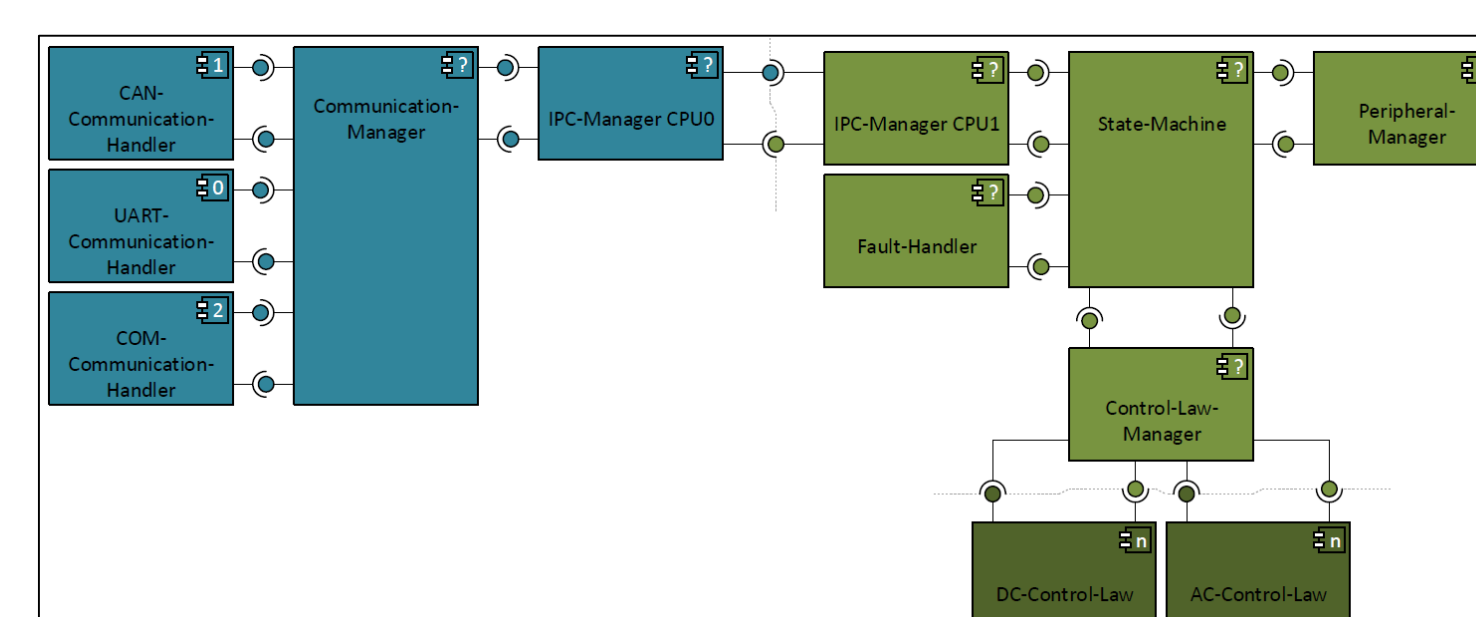 1
CAN-
Communication-
Handler
?
Communication-
Manager
?
IPC-Manager CPU0
?
IPC-Manager CPU1
?
State-Machine
Peripheral-
Manager
0
UART-
Communication-
Handler
?
Fault-Handler
2
COM-
Communication-
Handler
?
Control-Law-
Manager
n
DC-Control-Law
n
AC-Control-Law